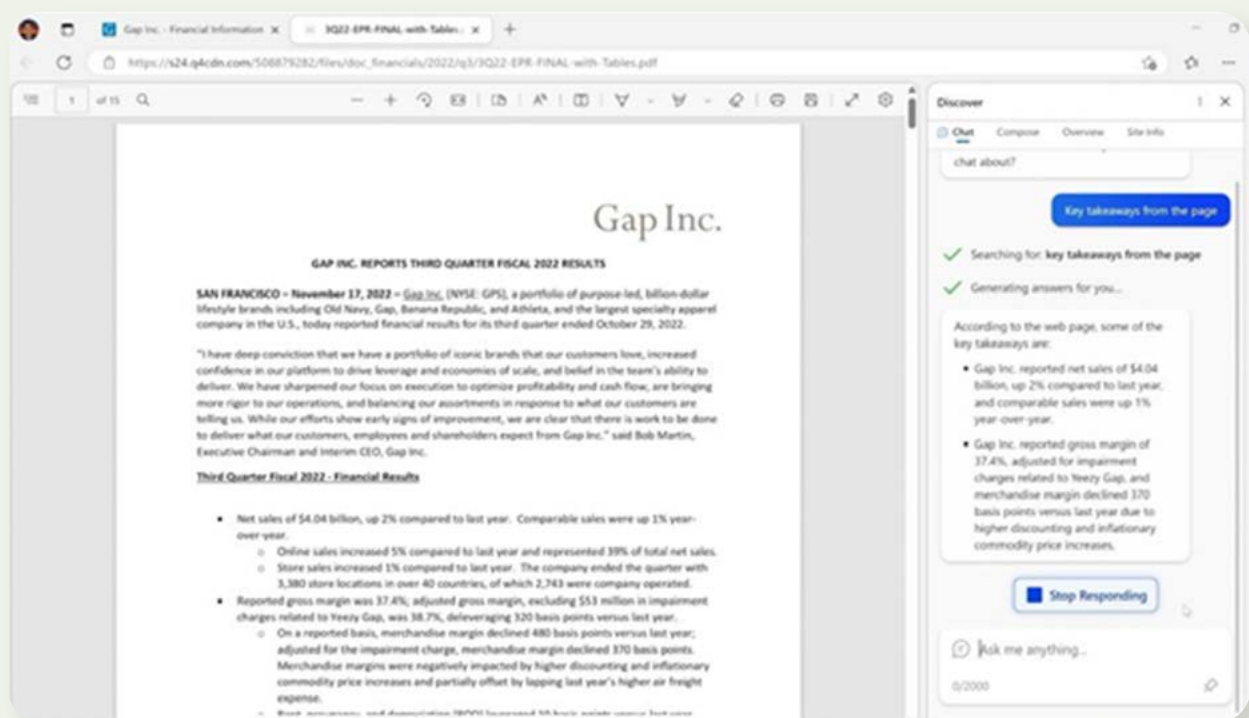 Gap Inc. - Financial Information
3Q22-EPR-FINAL-with-Tables.
https://s24.q4cdn.com/508879282/files/doc_financials/2022/q3/3Q22-EPR-FINAL-with-Tables.pdf
1 of 15
Gap Inc.
GAP INC. REPORTS THIRD QUARTER FISCAL 2022 RESULTS
SAN FRANCISCO – November 17, 2022 – Gap Inc. (NYSE: GPS), a portfolio of purpose-led, billion-dollar
lifestyle brands including Old Navy, Gap, Banana Republic, and Athleta, and the largest specialty apparel
company in the U.S., today reported financial results for its third quarter ended October 29, 2022.
"I have deep conviction that we have a portfolio of iconic brands that our customers love, increased
confidence in our platform to drive leverage and economies of scale, and belief in the team's ability to
deliver. We have sharpened our focus on execution to optimize profitability and cash flow, are bringing
more rigor to our operations, and balancing our assortments in response to what our customers are
telling us. While our efforts show early signs of improvement, we are clear that there is work to be done
to deliver what our customers, employees and shareholders expect from Gap Inc." said Bob Martin,
Executive Chairman and Interim CEO, Gap Inc.
Third Quarter Fiscal 2022 - Financial Results
• Net sales of $4.04 billion, up 2% compared to last year. Comparable sales were up 1% year-
over-year.
o Online sales increased 5% compared to last year and represented 39% of total net sales.
o Store sales increased 1% compared to last year. The company ended the quarter with
3,380 store locations in over 40 countries, of which 2,743 were company operated.
• Reported gross margin was 37.4%; adjusted gross margin, excluding $53 million in impairment
charges related to Yeezy Gap, was 38.7%, deleveraging 320 basis points versus last year.
o On a reported basis, merchandise margin declined 480 basis points versus last year;
adjusted for the impairment charge, merchandise margin declined 370 basis points.
Merchandise margins were negatively impacted by higher discounting and inflationary
commodity price increases and partially offset by lapping last year's higher air freight
expense.
Discover
Chat Compose Overview Site Info
chat about?
Key takeaways from the page
Searching for: key takeaways from the page
Generating answers for you...
According to the web page, some of the
key takeaways are:
• Gap Inc. reported net sales of $4.04
billion, up 2% compared to last year,
and comparable sales were up 1%
year-over-year.
• Gap Inc. reported gross margin of
37.4%, adjusted for impairment
charges related to Yeezy Gap, and
merchandise margin declined 370
basis points versus last year due to
higher discounting and inflationary
commodity price increases.
Stop Responding
Ask me anything...
0/2000